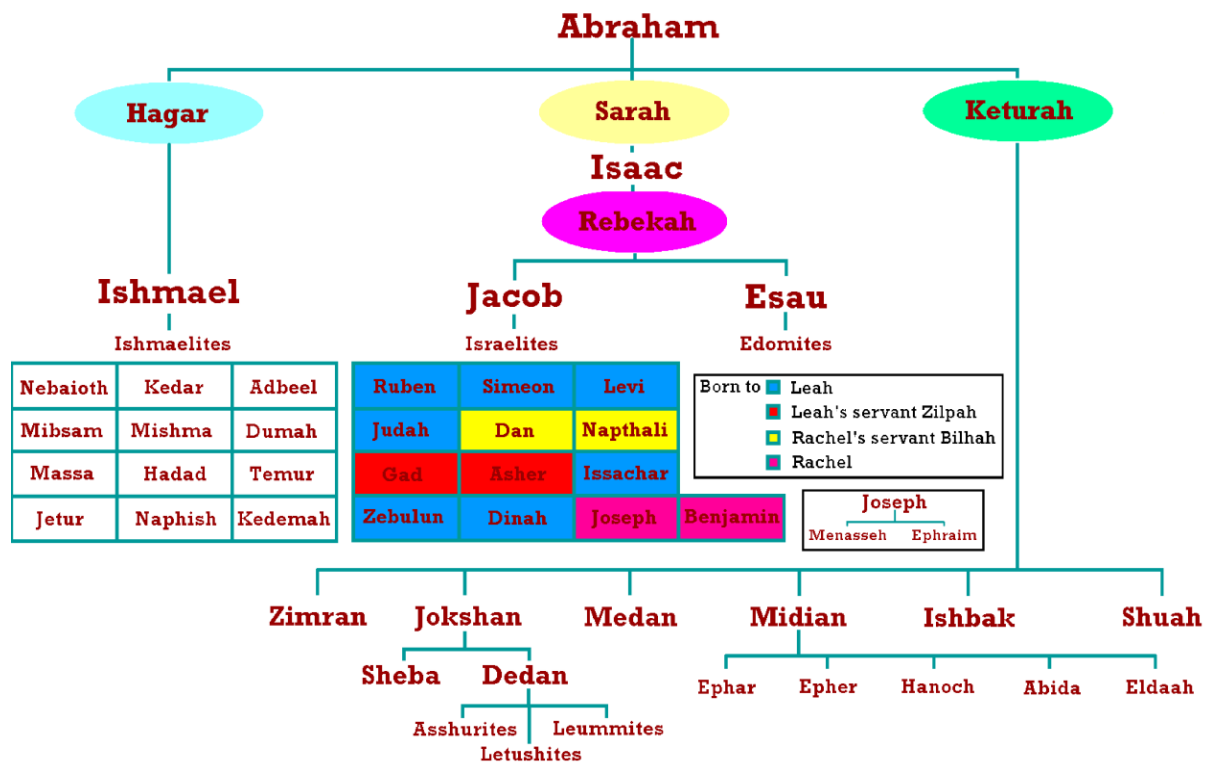 Abraham
Hagar Sarah Keturah
Isaac
Rebekah
Ishmael Jacob Esau
Ishmaelites Israelites Edomites
Nebaioth Kedar Adbeel
Mibsam Mishma Dumah
Massa Hadad Temur
Jetur Naphish Kedemah
Ruben Simeon Levi
Judah Dan Napthali
Gad Asher Issachar
Zebulun Dinah Joseph Benjamin
Born to Leah
Leah's servant Zilpah
Rachel's servant Bilhah
Rachel
Joseph
Menasseh Ephraim
Zimran Jokshan Medan Midian Ishbak Shuah
Sheba Dedan
Ephar Epher Hanoch Abida Eldaah
Asshurites Leummites
Letushites